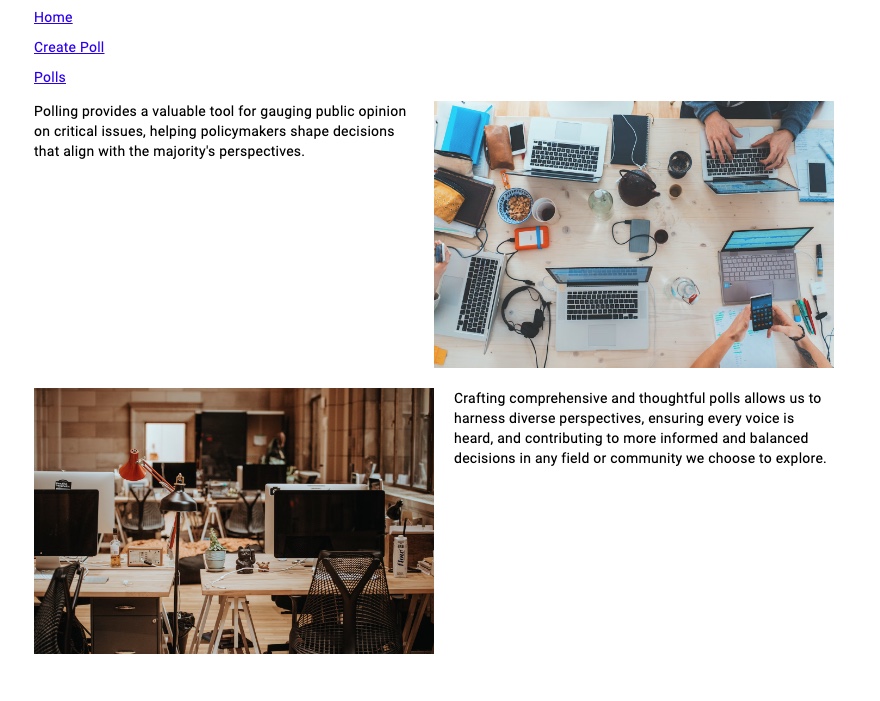 Home
Create Poll
Polls
Polling provides a valuable tool for gauging public opinion
on critical issues, helping policymakers shape decisions
that align with the majority's perspectives.
Crafting comprehensive and thoughtful polls allows us to
harness diverse perspectives, ensuring every voice is
heard, and contributing to more informed and balanced
decisions in any field or community we choose to explore.